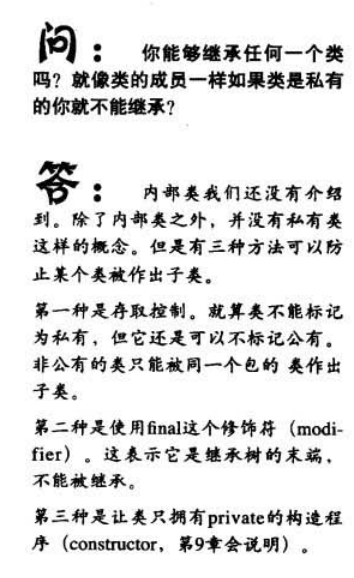 问： 你能够继承任何一个类
吗？就像类的成员一样如果类是私有
的你就不能继承？
答： 内部类我们还没有介绍
到。除了内部类之外，并没有私有类
这样的概念。但是有三种方法可以防
止某个类被作出子类。
第一种是存取控制。就算类不能标记
为私有，但它还是可以不标记公有。
非公有的类只能被同一个包的 类作出
子类。
第二种是使用final这个修饰符（modi-
fier）。这表示它是继承树的末端，
不能被继承。
第三种是让类只拥有private的构造程
序（constructor，第9章会说明）。